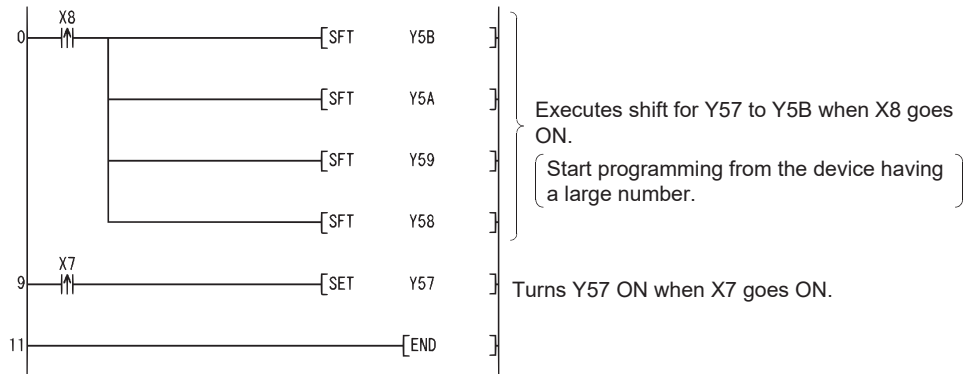 X8
0 [SFT Y5B ]
[SFT Y5A ]
[SFT Y59 ]
[SFT Y58 ]
Executes shift for Y57 to Y5B when X8 goes
ON.
Start programming from the device having
a large number.
X7
9 [SET Y57 ]
Turns Y57 ON when X7 goes ON.
11 [END ]